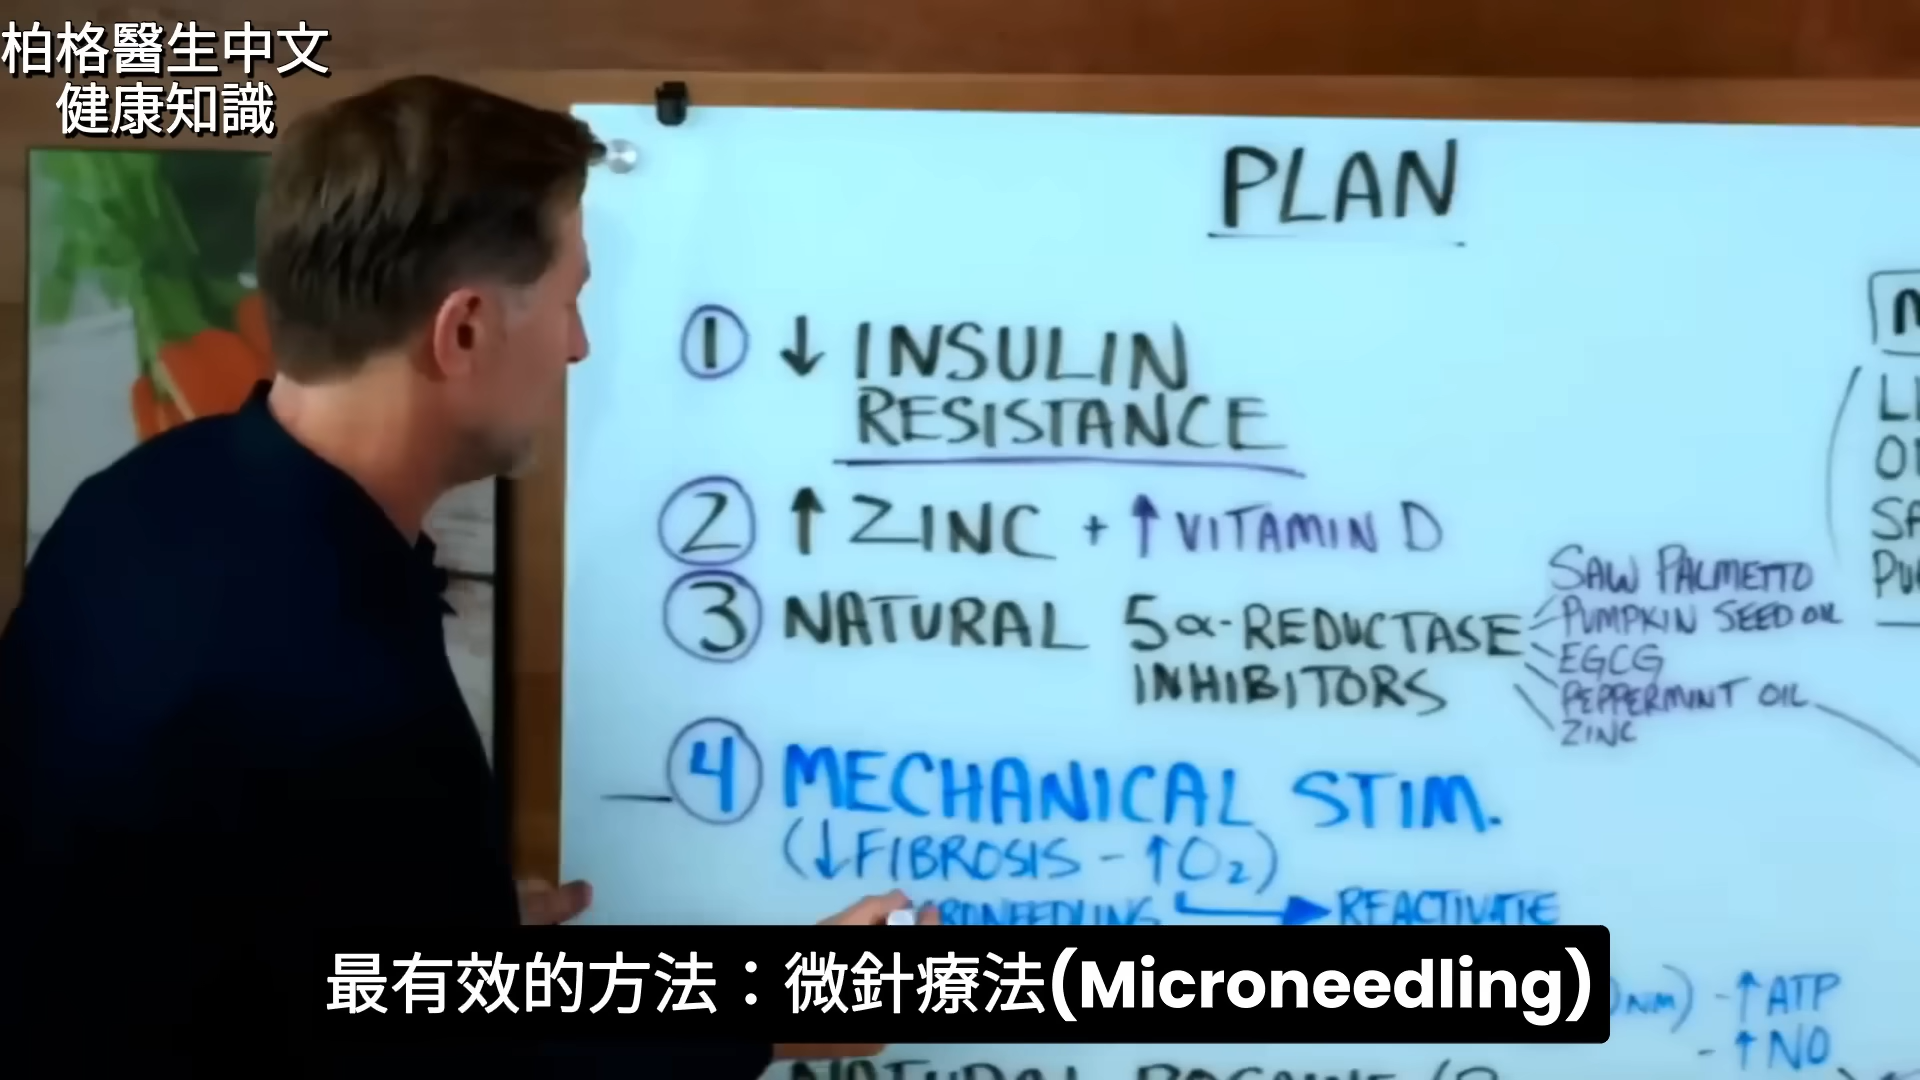 柏格醫生中文
健康知識
PLAN
① ↓ INSULIN
RESISTANCE
② ↑ ZINC + ↑ VITAMIN D
③ NATURAL 5α-REDUCTASE
INHIBITORS
SAW PALMETTO
PUMPKIN SEED OIL
EGCG
PEPPERMINT OIL
ZINC
④ MECHANICAL STIM.
(↓FIBROSIS - ↑O₂)
REACTIVATE
最有效的方法：微針療法(Microneedling)
NM) - ↑ATP
- ↑NO
NATURAL